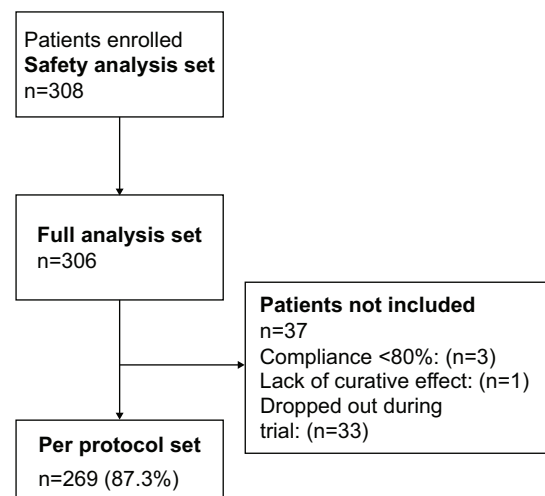 Patients enrolled
Safety analysis set
n=308
Full analysis set
n=306
Patients not included
n=37
Compliance <80%: (n=3)
Lack of curative effect: (n=1)
Dropped out during
trial: (n=33)
Per protocol set
n=269 (87.3%)